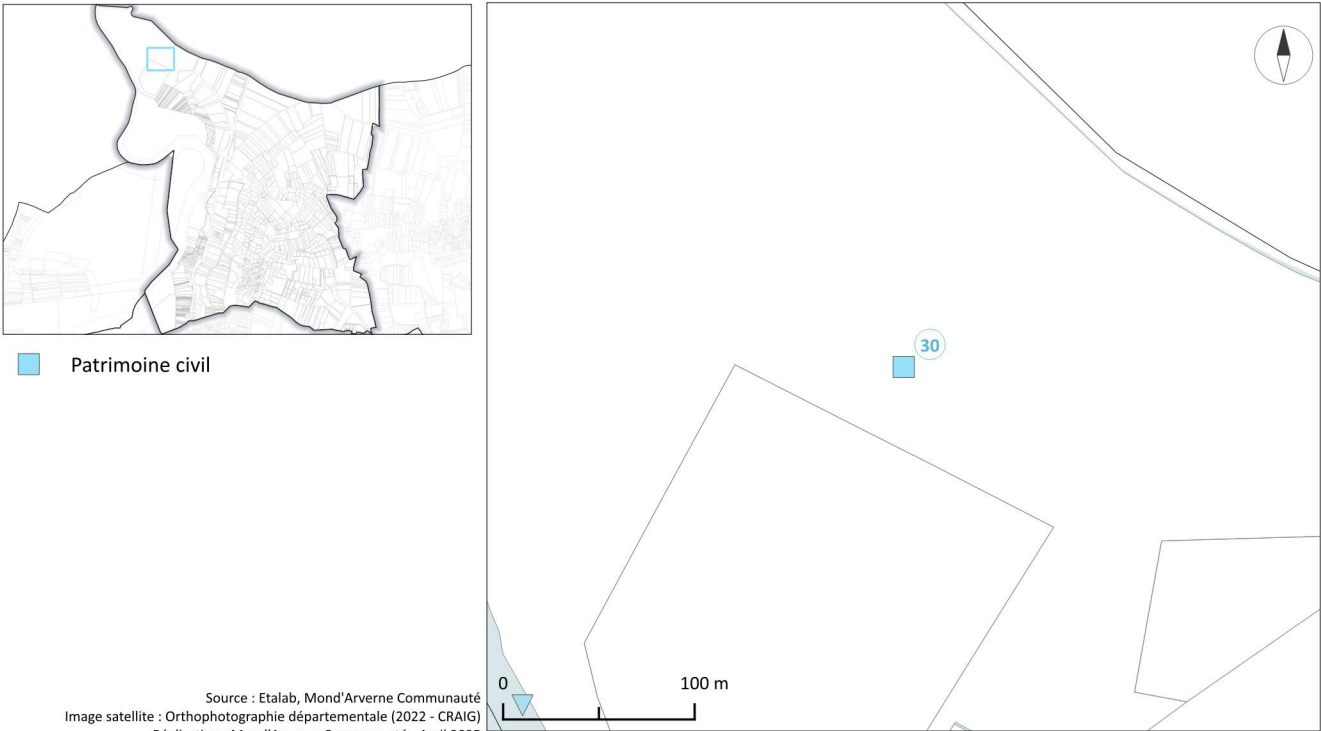 Patrimoine civil
30
0 100 m
Source : Etalab, Mond'Arverne Communauté
Image satellite : Orthophotographie départementale (2022 - CRAIG)